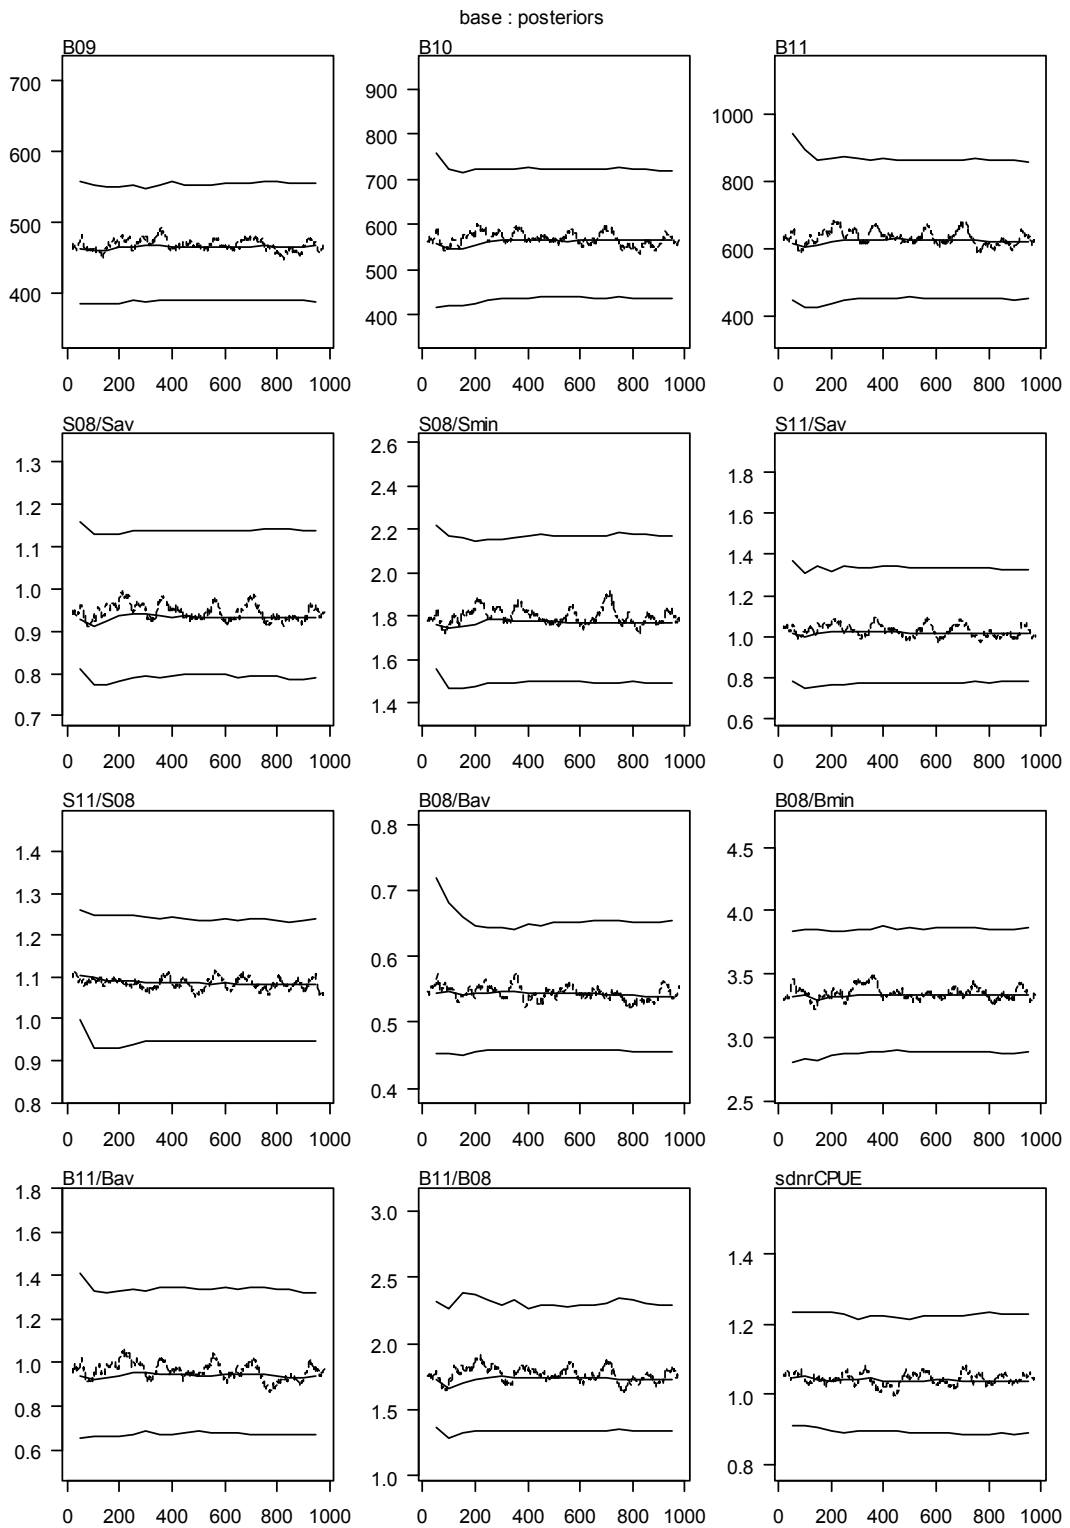 base : posteriors
B09 B10 B11
700 900 1000
600 800 800
500 700 600
400 600 400
500
400
0 200 400 600 800 1000 0 200 400 600 800 1000 0 200 400 600 800 1000
S08/Sav S08/Smin S11/Sav
1.3 2.6 1.8
1.2 2.4 1.6
1.1 2.2 1.4
1.0 2.0 1.2
0.9 1.8 1.0
0.8 1.6 0.8
0.7 1.4 0.6
0 200 400 600 800 1000 0 200 400 600 800 1000 0 200 400 600 800 1000
S11/S08 B08/Bav B08/Bmin
1.4 0.8 4.5
1.3 0.7 4.0
1.2 0.6 3.5
1.1 0.5 3.0
1.0 0.4 2.5
0.9
0.8
0 200 400 600 800 1000 0 200 400 600 800 1000 0 200 400 600 800 1000
B11/Bav B11/B08 sdnrCPUE
1.8 3.0 1.4
1.6 2.5 1.2
1.4 2.0 1.0
1.2 1.5 0.8
1.0 1.0
0.8
0.6
0 200 400 600 800 1000 0 200 400 600 800 1000 0 200 400 600 800 1000